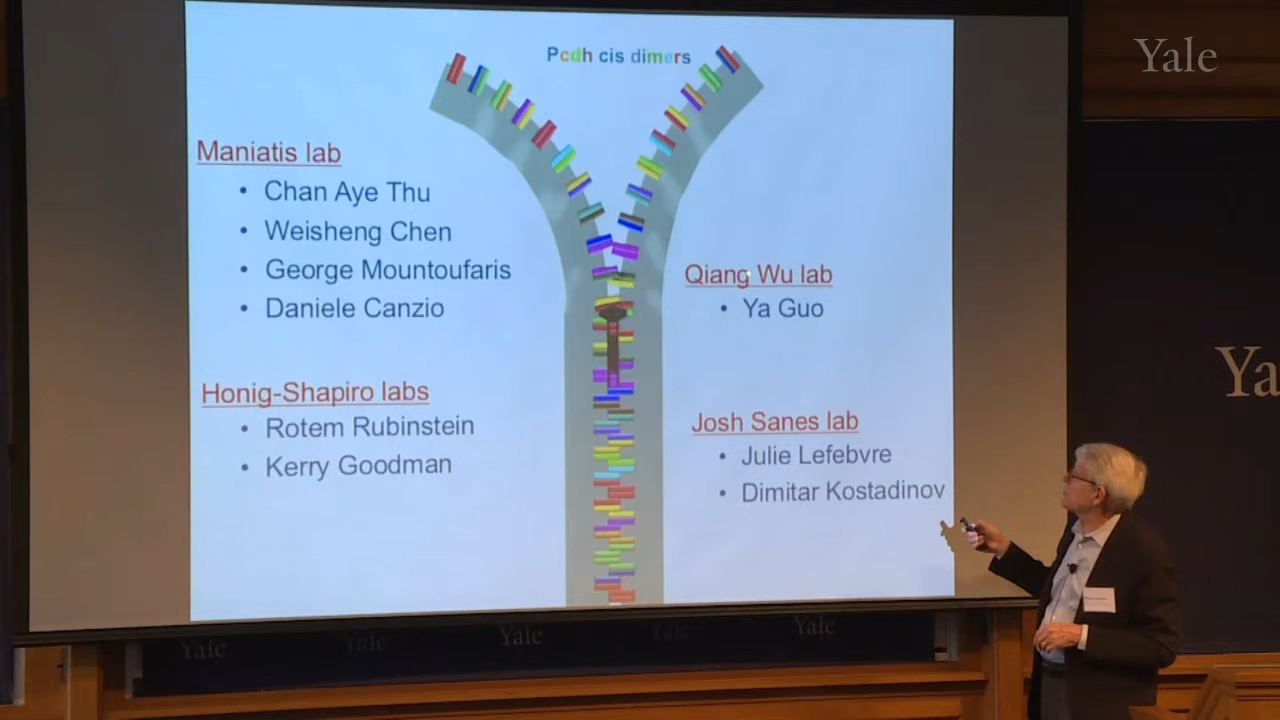 Yale
Pcdh cis dimers
Maniatis lab
• Chan Aye Thu
• Weisheng Chen
• George Mountoufaris
• Daniele Canzio
Honig-Shapiro labs
• Rotem Rubinstein
• Kerry Goodman
Qiang Wu lab
• Ya Guo
Josh Sanes lab
• Julie Lefebvre
• Dimitar Kostadinov
Ya
Yale
Yale
Yale
Yale
Yale